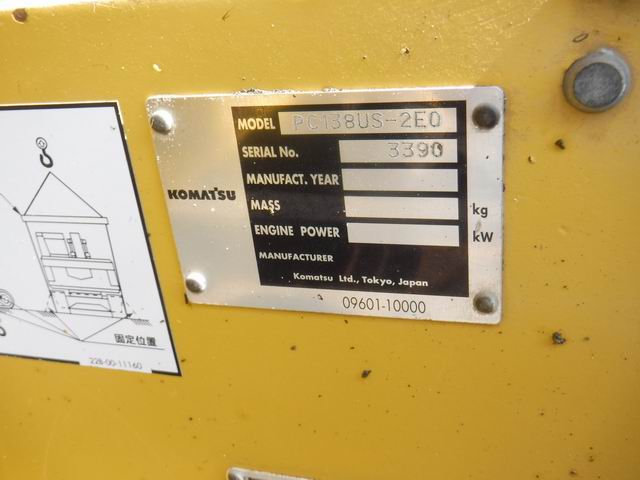 KOMATSU
MODEL PC138US-2E0
SERIAL No. 3390
MANUFACT. YEAR
MASS kg
ENGINE POWER kW
MANUFACTURER
Komatsu Ltd., Tokyo, Japan
09601-10000
固定位置
228-00-11160